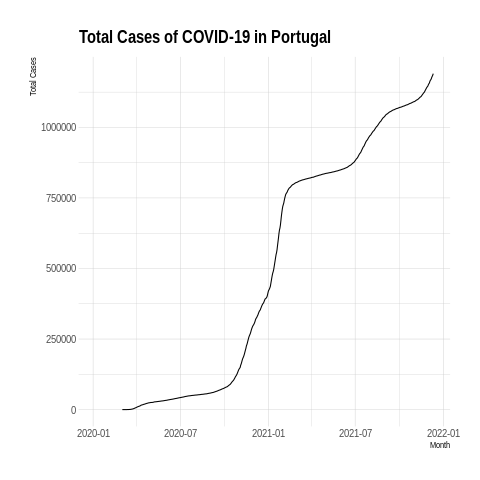 Total Cases of COVID-19 in Portugal
Total Cases
1000000
750000
500000
250000
0
2020-01 2020-07 2021-01 2021-07 2022-01
Month